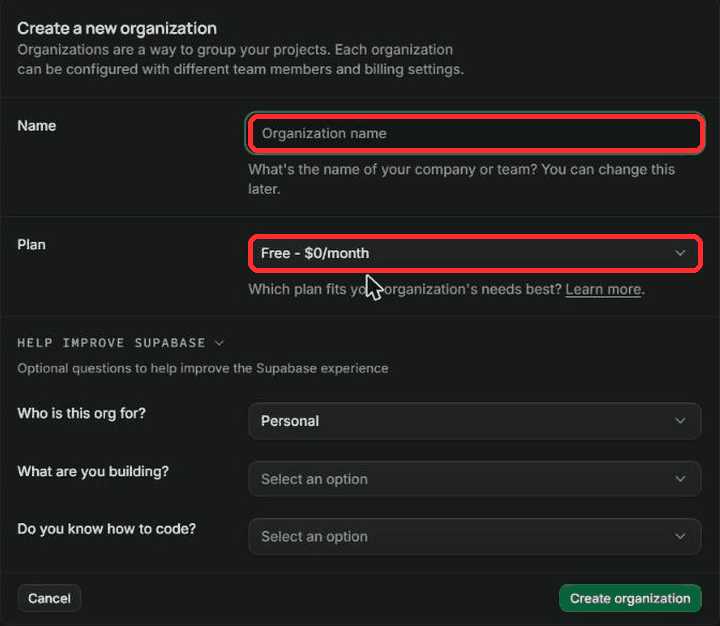 Create a new organization
Organizations are a way to group your projects. Each organization
can be configured with different team members and billing settings.
Name
Organization name
What's the name of your company or team? You can change this
later.
Plan
Free - $0/month
Which plan fits yo organization's needs best? Learn more.
HELP IMPROVE SUPABASE
Optional questions to help improve the Supabase experience
Who is this org for?
Personal
What are you building?
Select an option
Do you know how to code?
Select an option
Cancel
Create organization